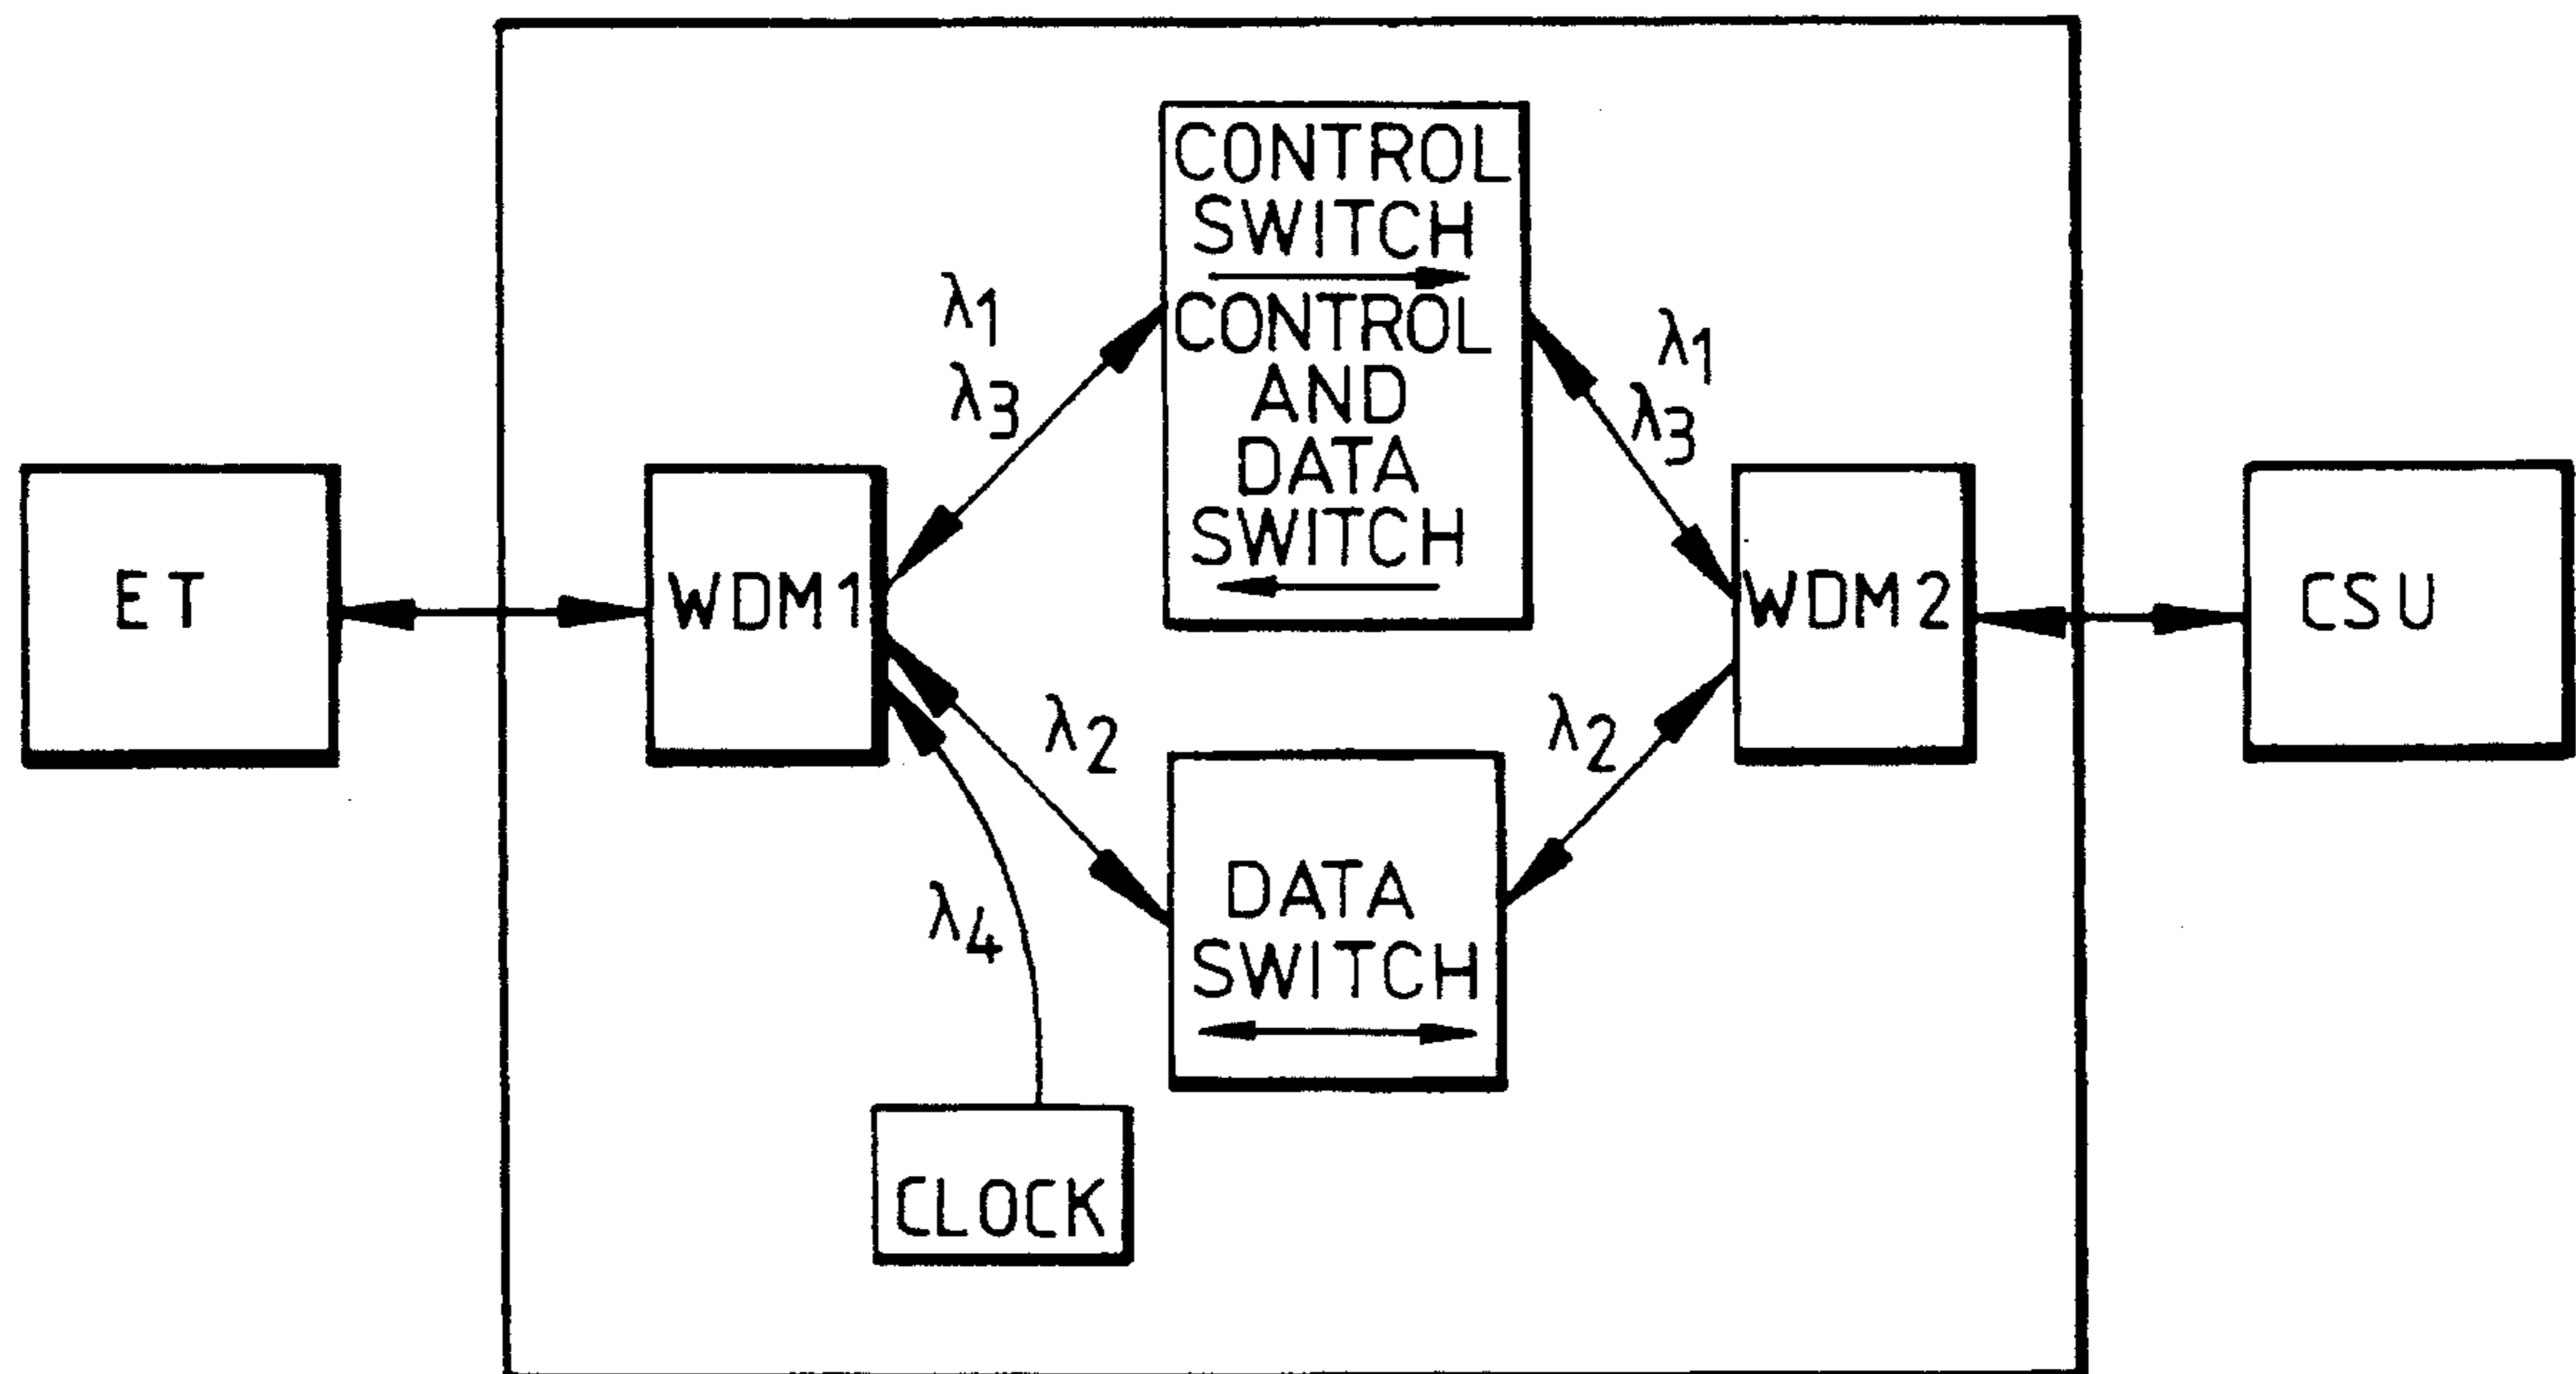 CONTROL
SWITCH
CONTROL
AND
DATA
SWITCH
λ1
λ3
λ1
λ3
ET
WDM1
WDM2
CSU
λ2
λ2
DATA
SWITCH
λ4
CLOCK